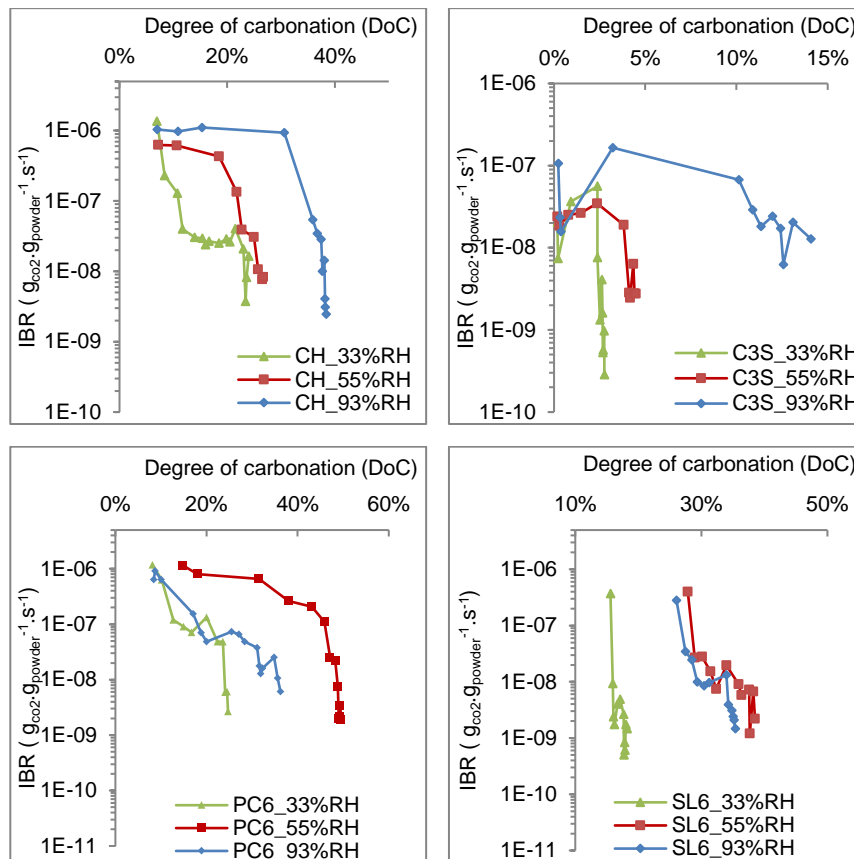 Degree of carbonation (DoC)
0% 20% 40%
1E-06
1E-07
1E-08
1E-09
1E-10
IBR ( gco2.gpowder-1.s-1)
CH_33%RH
CH_55%RH
CH_93%RH
Degree of carbonation (DoC)
0% 5% 10% 15%
1E-06
1E-07
1E-08
1E-09
1E-10
IBR ( gco2.gpowder-1.s-1)
C3S_33%RH
C3S_55%RH
C3S_93%RH
Degree of carbonation (DoC)
0% 20% 40% 60%
1E-06
1E-07
1E-08
1E-09
1E-10
1E-11
IBR ( gco2.gpowder-1.s-1)
PC6_33%RH
PC6_55%RH
PC6_93%RH
Degree of carbonation (DoC)
10% 30% 50%
1E-06
1E-07
1E-08
1E-09
1E-10
1E-11
IBR ( gco2.gpowder-1.s-1)
SL6_33%RH
SL6_55%RH
SL6_93%RH